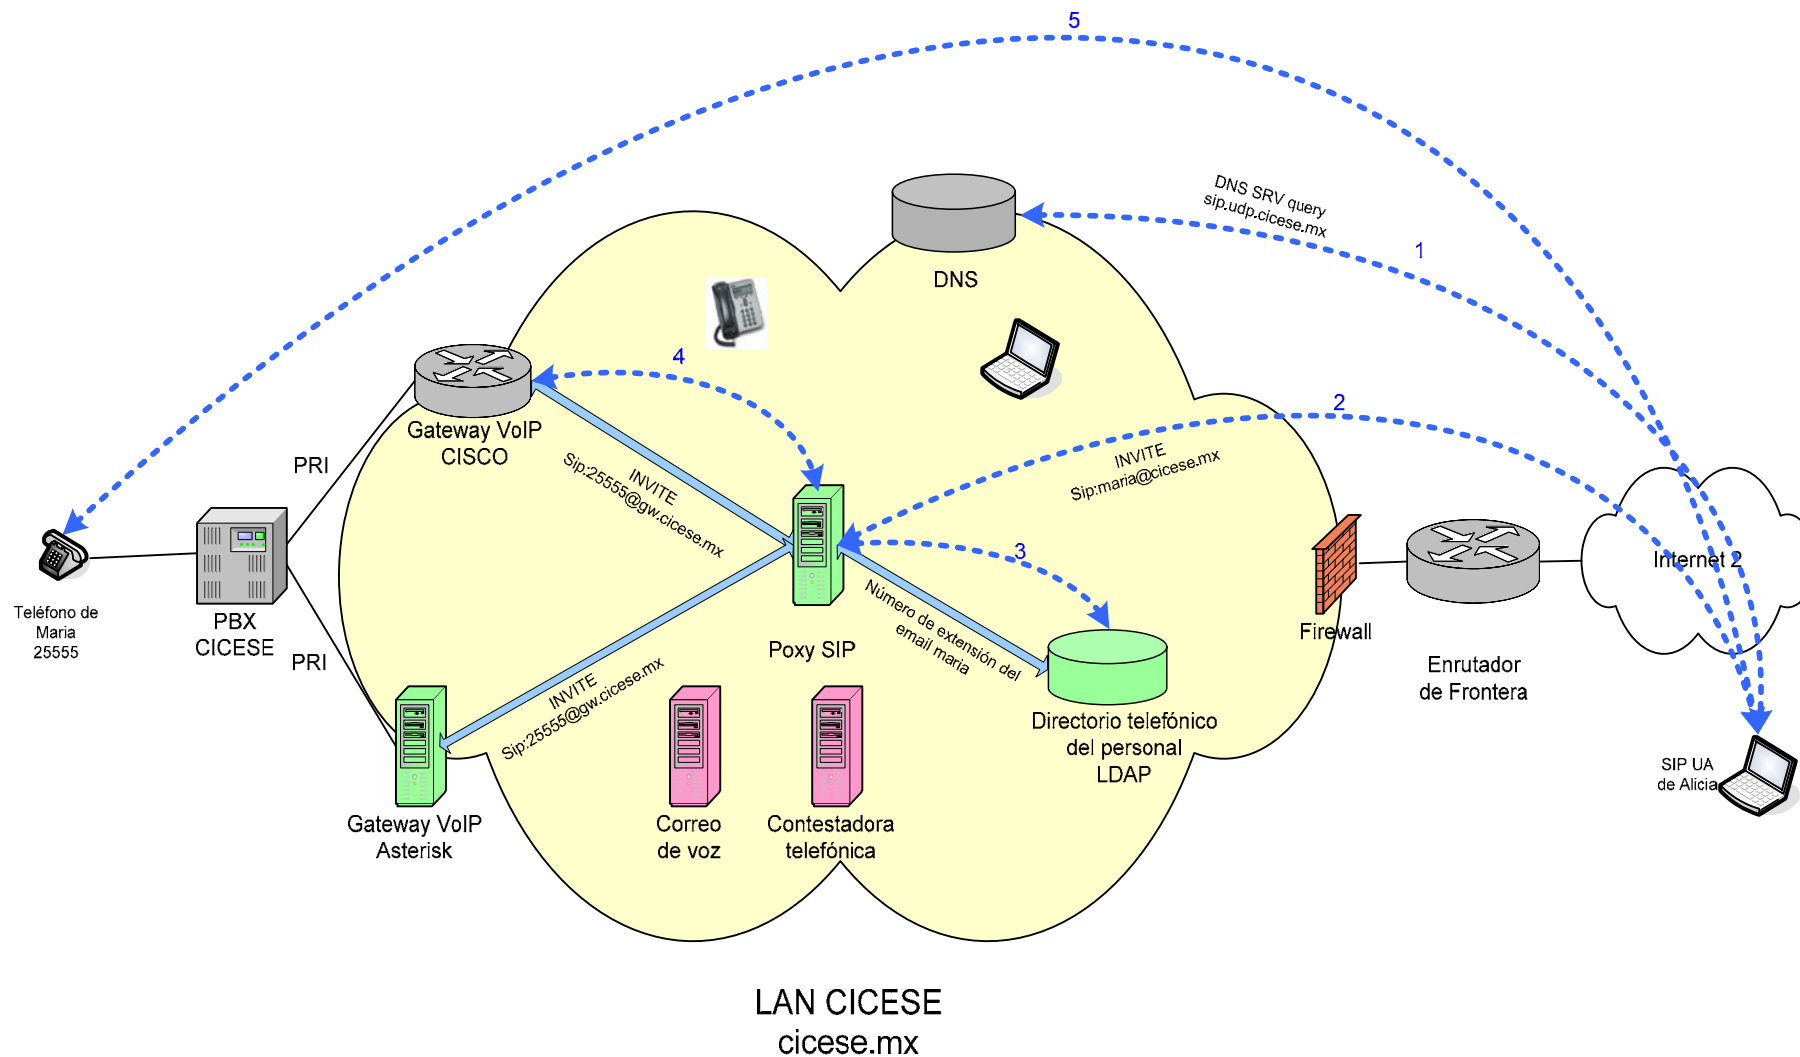 5
DNS SRV query
sip.udp.cicese.mx
1
DNS
4
2
Gateway VoIP
CISCO
PRI
INVITE
Sip:25555@gw.cicese.mx
INVITE
Sip:maria@cicese.mx
3
Internet 2
Número de extensión del
email maria
Teléfono de
Maria
25555
PBX
CICESE
PRI
Poxy SIP
Firewall
Enrutador
de Frontera
INVITE
Sip:25555@gw.cicese.mx
Directorio telefónico
del personal
LDAP
SIP UA
de Alicia
Gateway VoIP
Asterisk
Correo
de voz
Contestadora
telefónica
LAN CICESE
cicese.mx